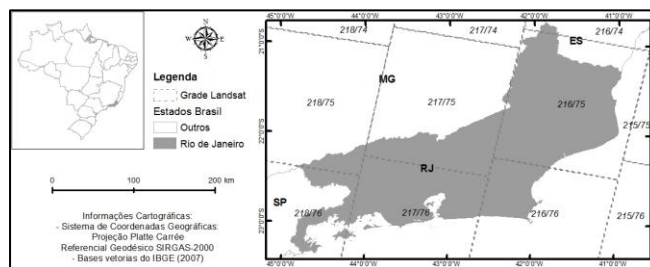 45°0'0"W 44°0'0"W 43°0'0"W 42°0'0"W 41°0'0"W
218/74 217/74 ES 216/74
21°0'0"S
N
E
S
Legenda
Grade Landsat
Estados Brasil
Outros
Rio de Janeiro
MG
218/75 217/75 216/75 215/75
22°0'0"S
0 100 200 km
RJ
SP
218/76 217/76 216/76 215/76
23°0'0"S
Informações Cartográficas:
- Sistema de Coordenadas Geográficas:
Projeção Platte Carrée
Referencial Geodésico SIRGAS-2000
- Bases vetorias do IBGE (2007)
45°0'0"W 44°0'0"W 43°0'0"W 42°0'0"W 41°0'0"W